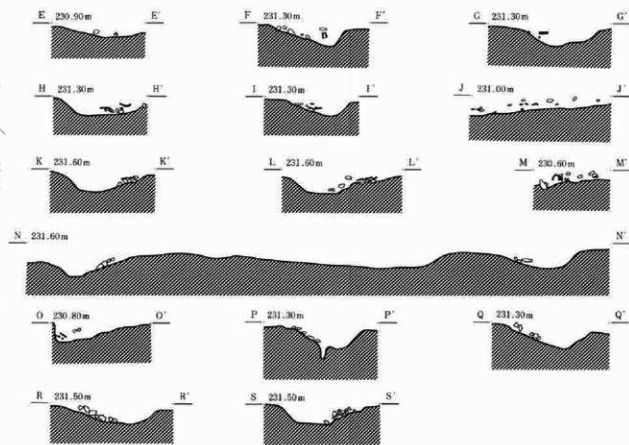 E 230.90m E'
F 231.30m F'
G 231.30m G'
H 231.30m H'
I 231.30m I'
J 231.00m J'
K 231.60m K'
L 231.60m L'
M 230.60m M'
N 231.60m N'
O 230.80m O'
P 231.30m P'
Q 231.30m Q'
R 231.50m R'
S 231.50m S'